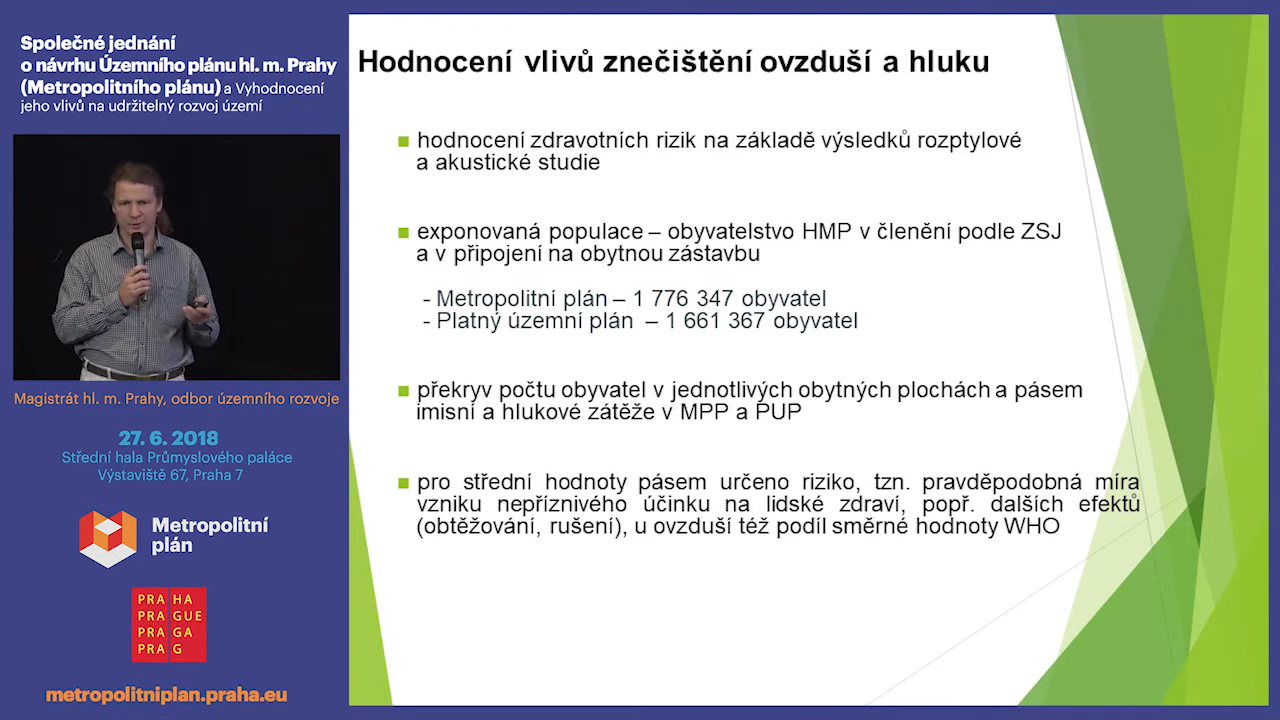 Společné jednání
o návrhu Územního plánu hl. m. Prahy
(Metropolitního plánu) a Vyhodnocení
jeho vlivů na udržitelný rozvoj území
Magistrát hl. m. Prahy, odbor územního rozvoje
27. 6. 2018
Střední hala Průmyslového paláce
Výstaviště 67, Praha 7
Metropolitní
plán
PRA HA
PRA GUE
PRA GA
PRA G
metropolitniplan.praha.eu
Hodnocení vlivů znečištění ovzduší a hluku
hodnocení zdravotních rizik na základě výsledků rozptylové
a akustické studie
exponovaná populace – obyvatelstvo HMP v členění podle ZSJ
a v připojení na obytnou zástavbu
- Metropolitní plán – 1 776 347 obyvatel
- Platný územní plán – 1 661 367 obyvatel
překryv počtu obyvatel v jednotlivých obytných plochách a pásem
imisní a hlukové zátěže v MPP a PUP
pro střední hodnoty pásem určeno riziko, tzn. pravděpodobná míra
vzniku nepříznivého účinku na lidské zdraví, popř. dalších efektů
(obtěžování, rušení), u ovzduší též podíl směrné hodnoty WHO